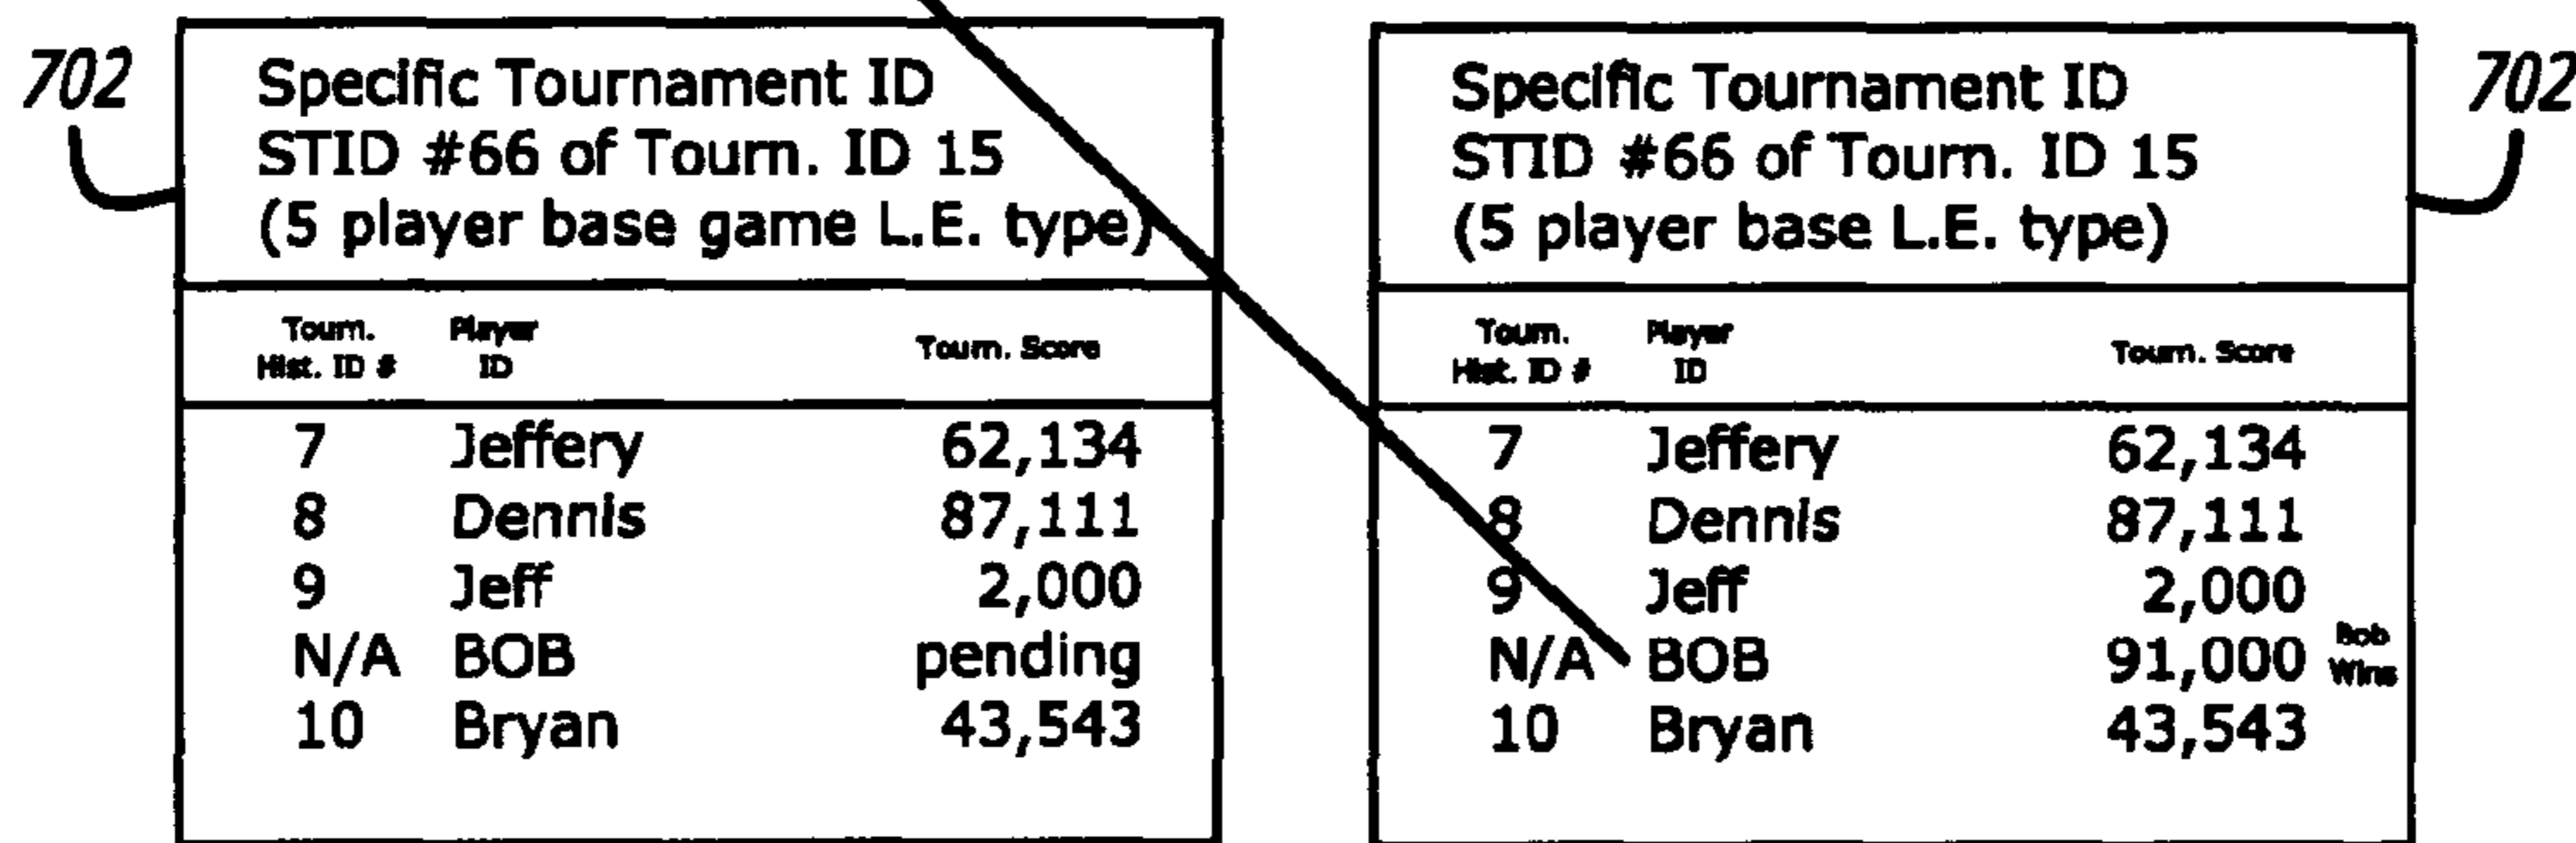 702
Specific Tournament ID
STID #66 of Tourn. ID 15
(5 player base game L.E. type)
Tourn. Hist. ID #
Player ID
Tourn. Score
7 Jeffery 62,134
8 Dennis 87,111
9 Jeff 2,000
N/A BOB pending
10 Bryan 43,543
702
Specific Tournament ID
STID #66 of Tourn. ID 15
(5 player base L.E. type)
Tourn. Hist. ID #
Player ID
Tourn. Score
7 Jeffery 62,134
8 Dennis 87,111
9 Jeff 2,000
N/A BOB 91,000 Bob Wins
10 Bryan 43,543